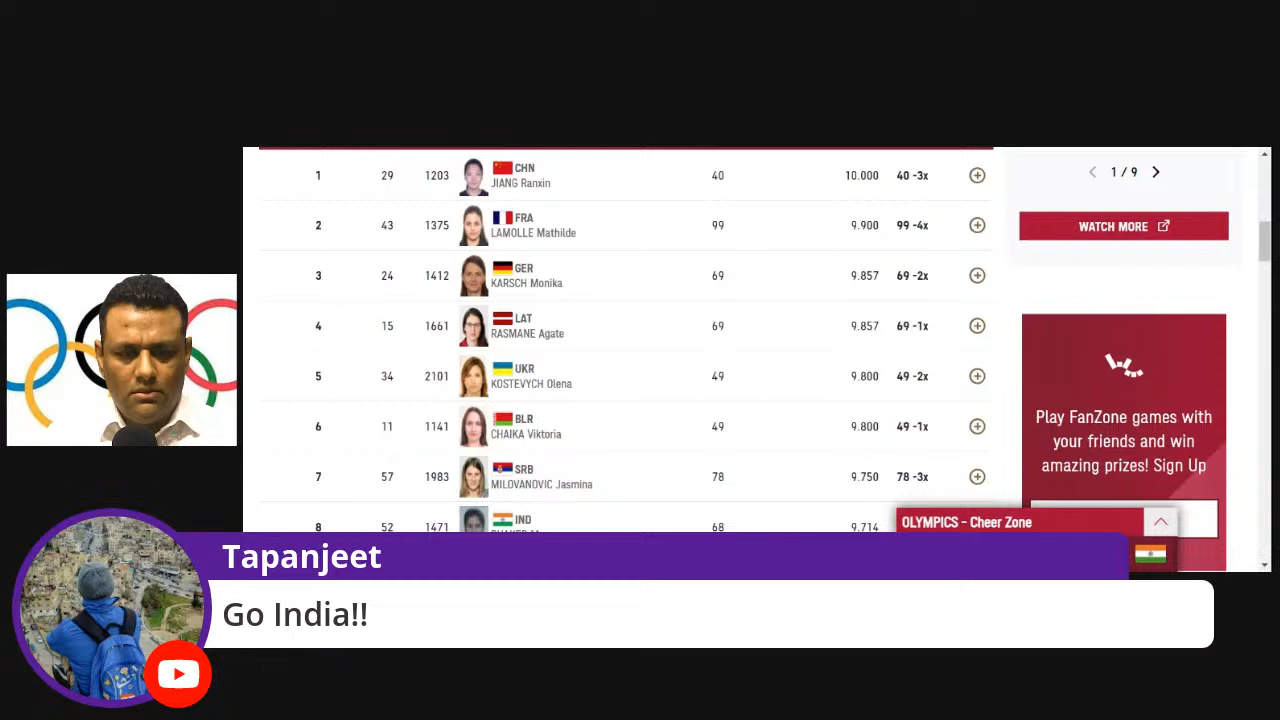 1 29 1203 CHN JIANG Ranxin 40 10.000 40 -3x
2 43 1375 FRA LAMOLLE Mathilde 99 9.900 99 -4x
3 24 1412 GER KARSCH Monika 69 9.857 69 -2x
4 15 1661 LAT RASMANE Agate 69 9.857 69 -1x
5 34 2101 UKR KOSTEVYCH Olena 49 9.800 49 -2x
6 11 1141 BLR CHAIKA Viktoria 49 9.800 49 -1x
7 57 1983 SRB MILOVANOVIC Jasmina 78 9.750 78 -3x
8 52 1471 IND 68 9.714
1 / 9
WATCH MORE
Play FanZone games with
your friends and win
amazing prizes! Sign Up
OLYMPICS - Cheer Zone
Tapanjeet
Go India!!